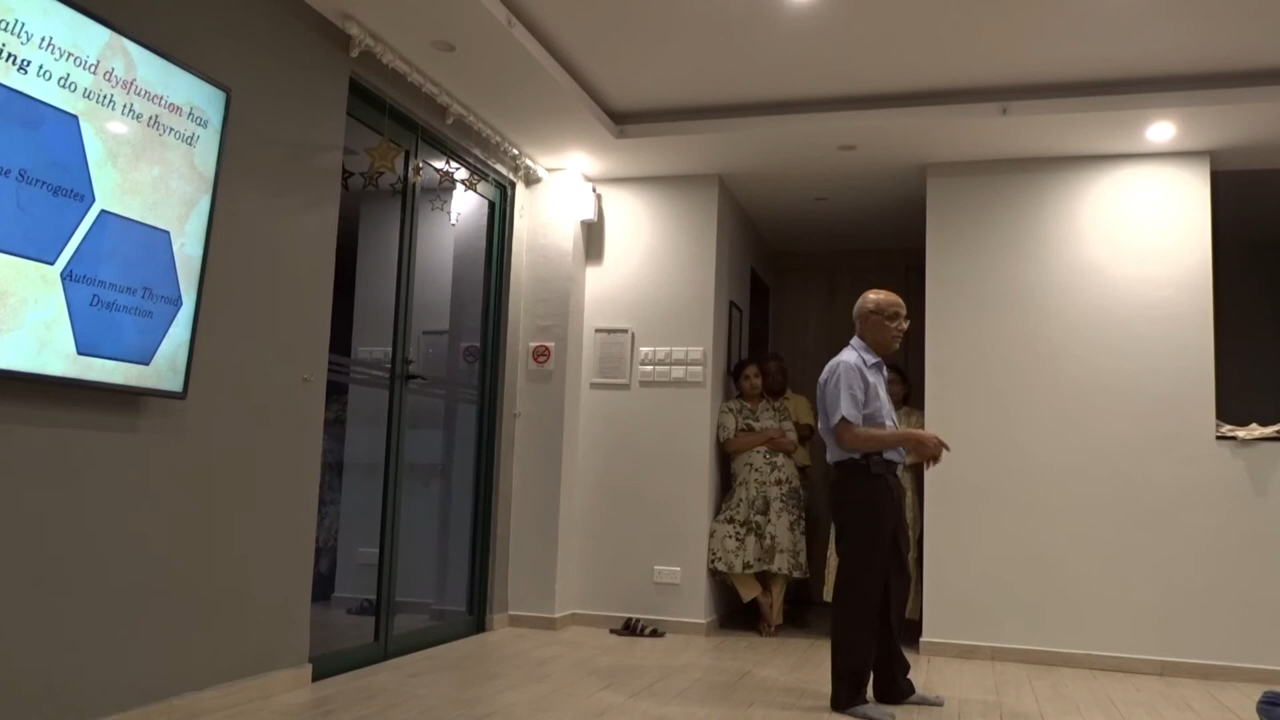 ally thyroid dysfunction has
ing to do with the thyroid!
ne Surrogates
Autoimmune Thyroid
Dysfunction